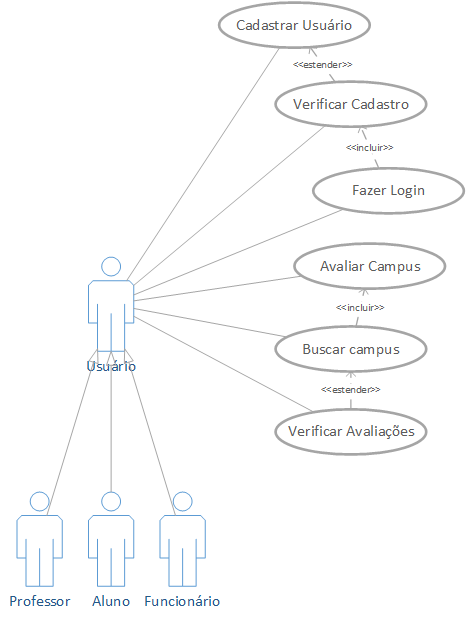 Cadastrar Usuário
<<estender>>
Verificar Cadastro
<<incluir>>
Fazer Login
Avaliar Campus
<<incluir>>
Buscar campus
Usuário
<<estender>>
Verificar Avaliações
Professor
Aluno
Funcionário